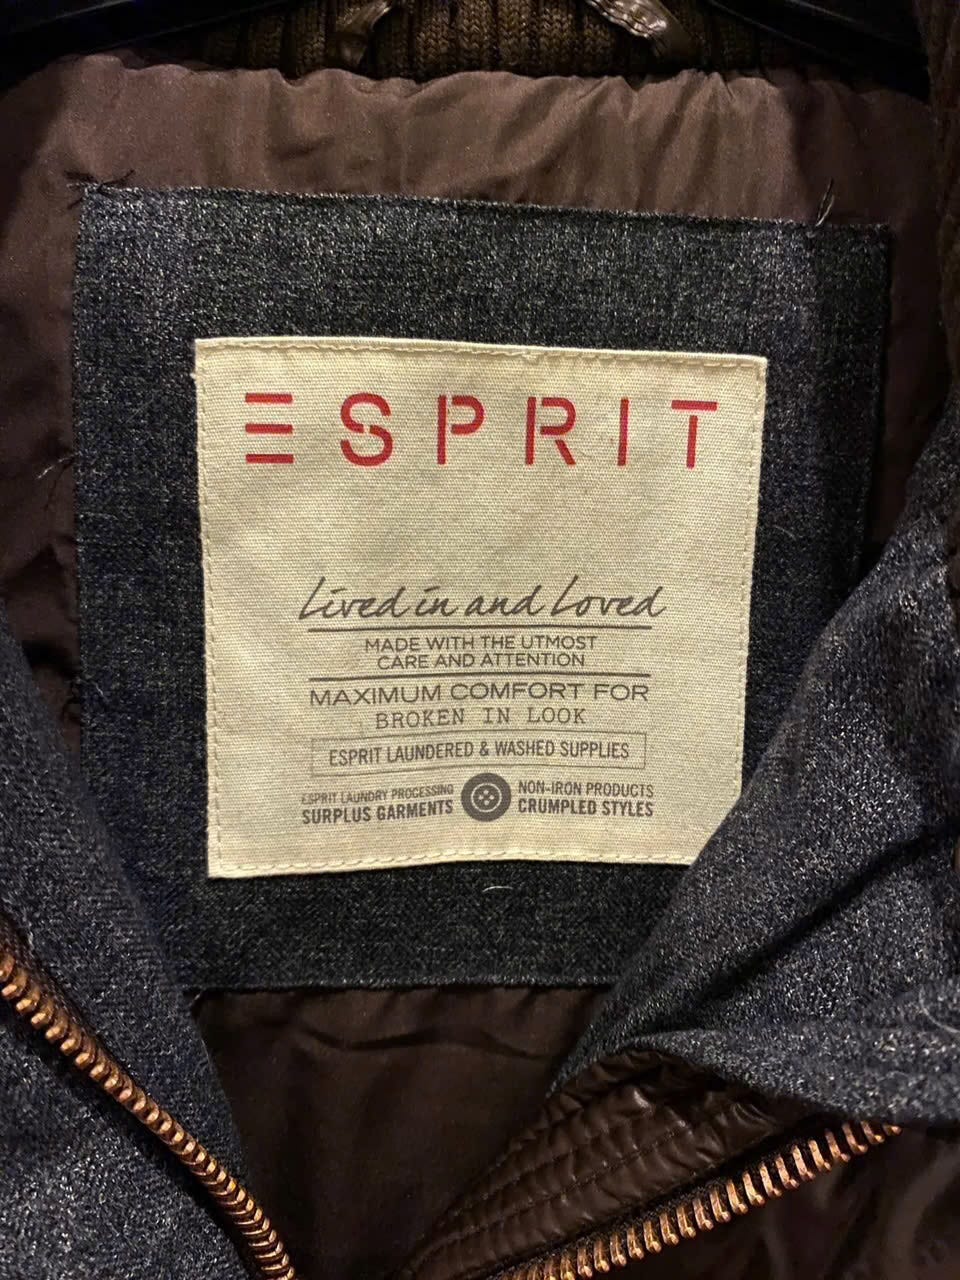 ESPRIT
Lived in and Loved
MADE WITH THE UTMOST
CARE AND ATTENTION
MAXIMUM COMFORT FOR
BROKEN IN LOOK
ESPRIT LAUNDERED & WASHED SUPPLIES
ESPRIT LAUNDRY PROCESSING
SURPLUS GARMENTS
NON-IRON PRODUCTS
CRUMPLED STYLES